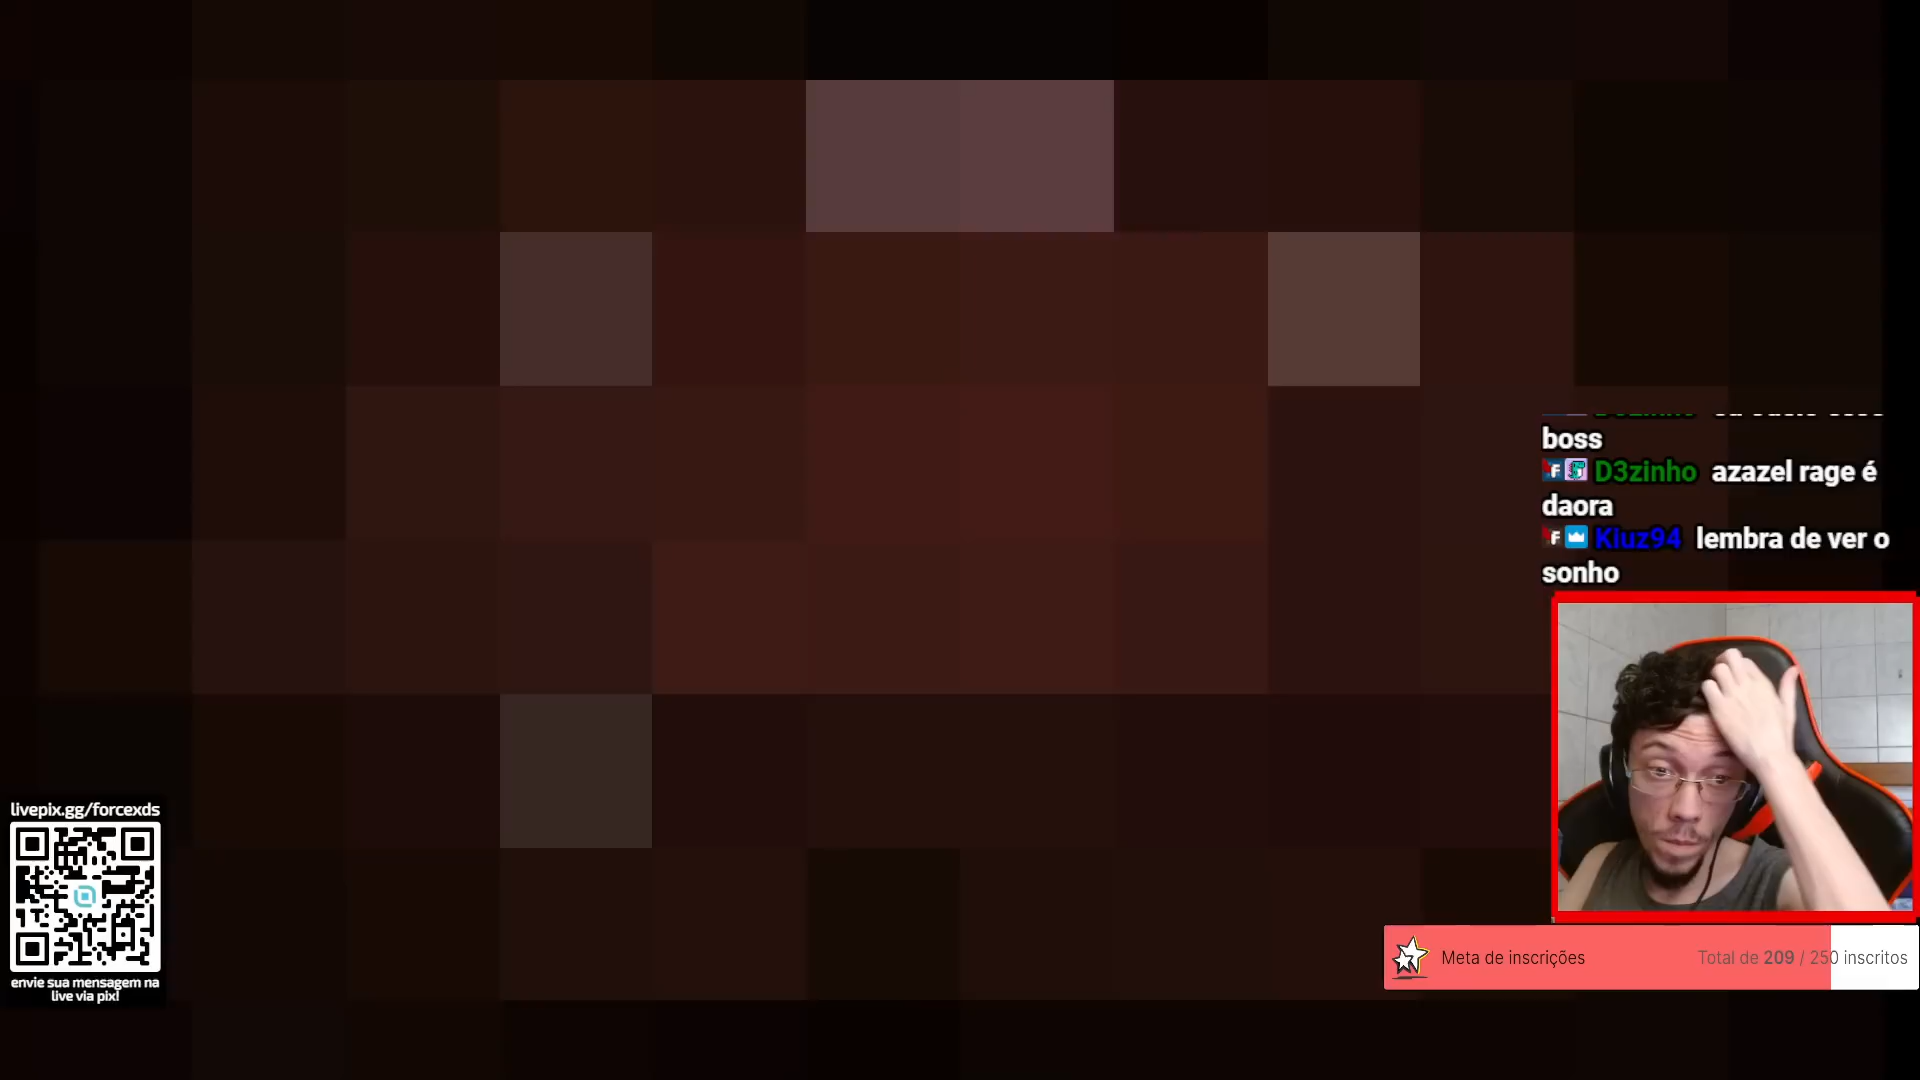 boss
D3zinho azazel rage é
daora
Kluz94 lembra de ver o
sonho
livepix.gg/forcexds
envie sua mensagem na
live via pix!
Meta de inscrições Total de 209 / 250 inscritos